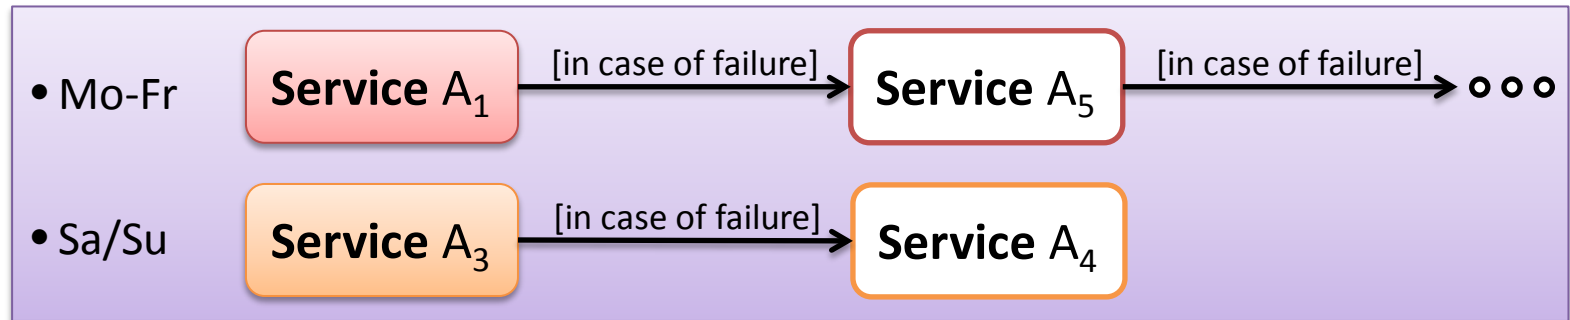 • Mo-Fr Service A₁ [in case of failure] Service A₅ [in case of failure]
• Sa/Su Service A₃ [in case of failure] Service A₄